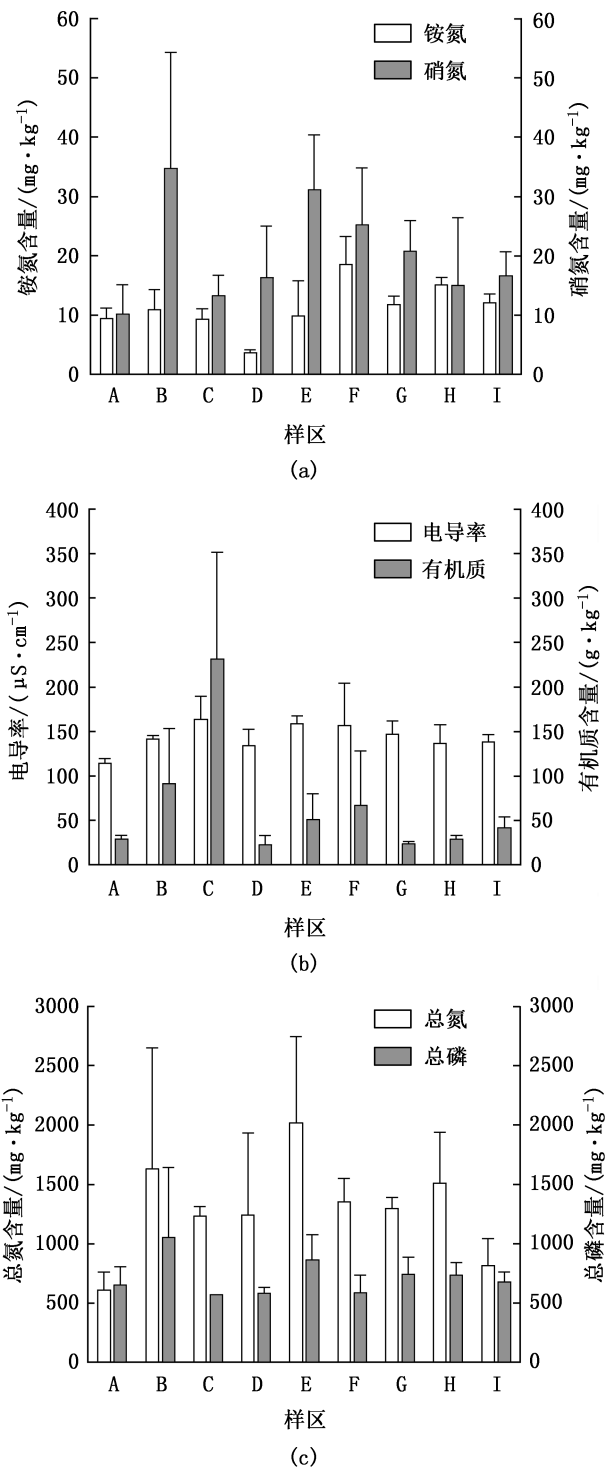 60
50
40
30
20
10
0
铵氮含量/(mg·kg⁻¹)
铵氮
硝氮
60
50
40
30
20
10
0
硝氮含量/(mg·kg⁻¹)
A B C D E F G H I
样区
(a)
400
350
300
250
200
150
100
50
0
电导率/(μS·cm⁻¹)
电导率
有机质
400
350
300
250
200
150
100
50
0
有机质含量/(g·kg⁻¹)
A B C D E F G H I
样区
(b)
3000
2500
2000
1500
1000
500
0
总氮含量/(mg·kg⁻¹)
总氮
总磷
3000
2500
2000
1500
1000
500
0
总磷含量/(mg·kg⁻¹)
A B C D E F G H I
样区
(c)